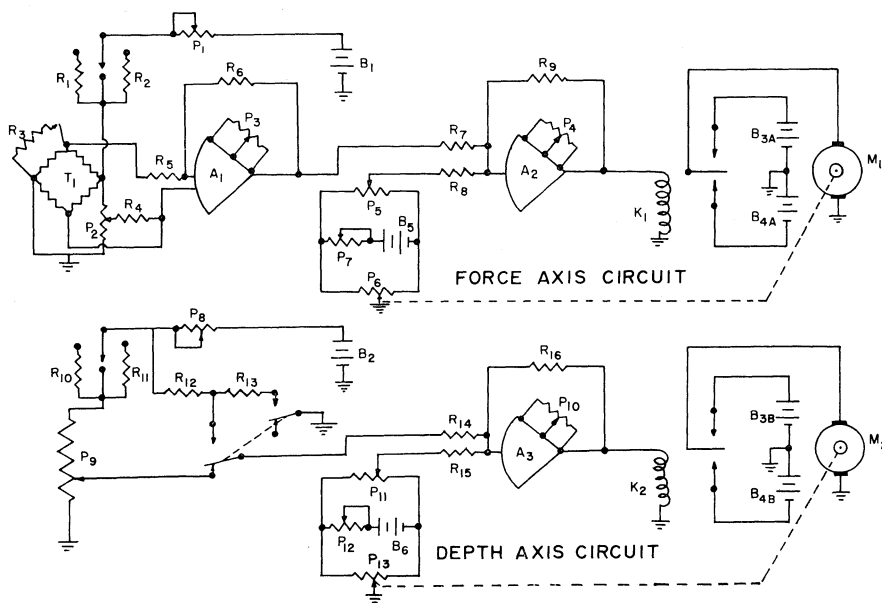 P1
B1
R1
R2
R6
R9
R3
P3
P4
B3A
M1
R7
R5
A1
A2
T1
R8
R4
P5
K1
B4A
P2
B5
P7
P6
FORCE AXIS CIRCUIT
P8
B2
R10
R11
R12
R13
R16
P10
B3B
R14
P9
A3
R15
P11
K2
B4B
P12
B6
P13
DEPTH AXIS CIRCUIT